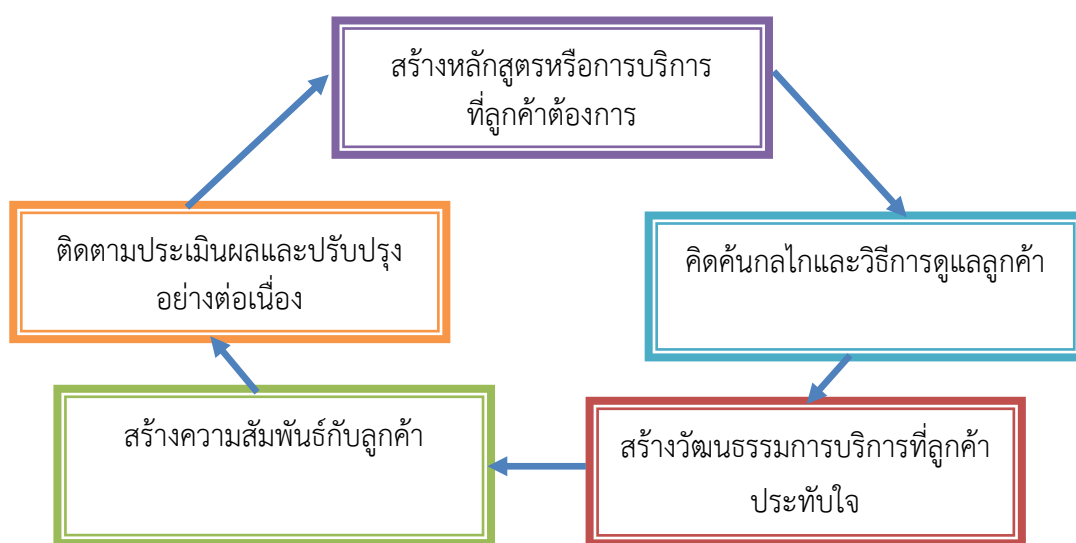 สร้างหลักสูตรหรือการบริการ
ที่ลูกค้าต้องการ
คิดค้นกลไกและวิธีการดูแลลูกค้า
สร้างวัฒนธรรมการบริการที่ลูกค้า
ประทับใจ
สร้างความสัมพันธ์กับลูกค้า
ติดตามประเมินผลและปรับปรุง
อย่างต่อเนื่อง